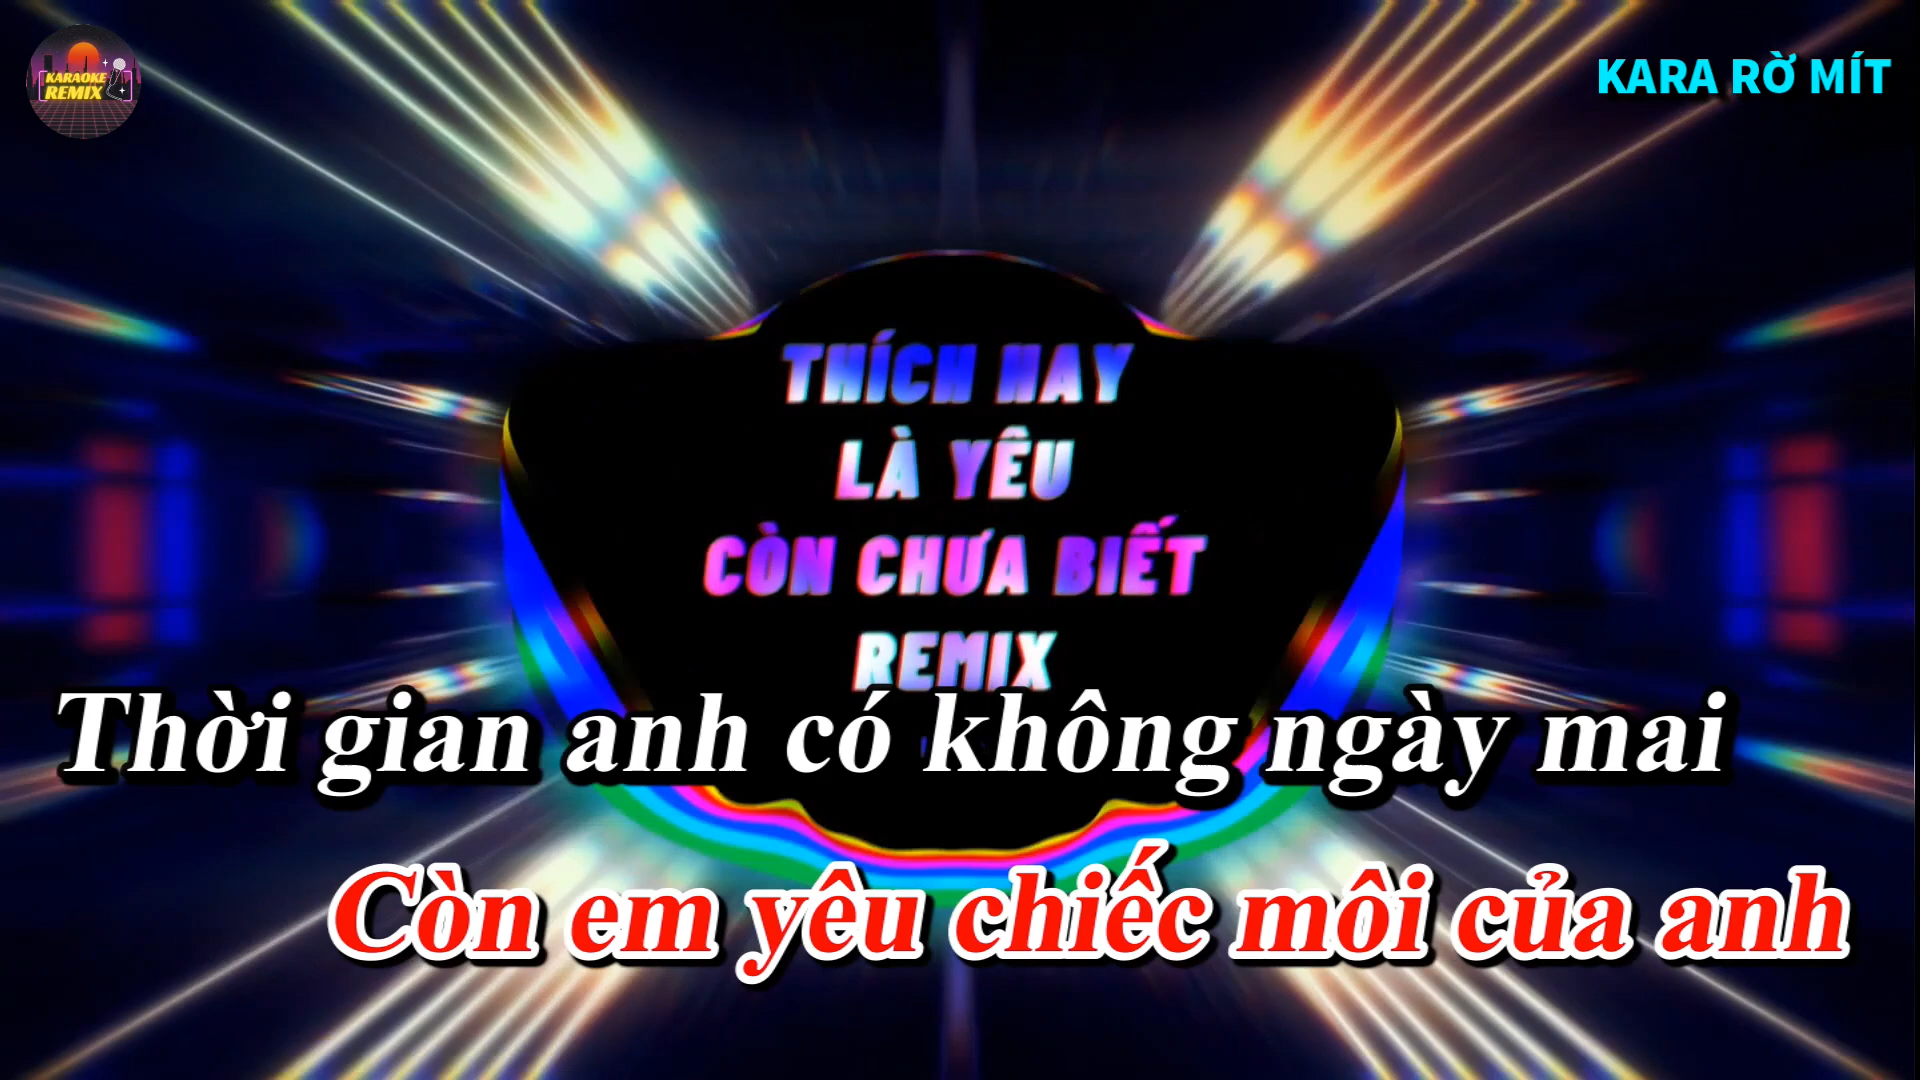 KARAOKE
REMIX
KARA RỜ MÍT
THÍCH HAY
LÀ YÊU
CÒN CHƯA BIẾT
REMIX
Thời gian anh có không ngày mai
Còn em yêu chiếc môi của anh